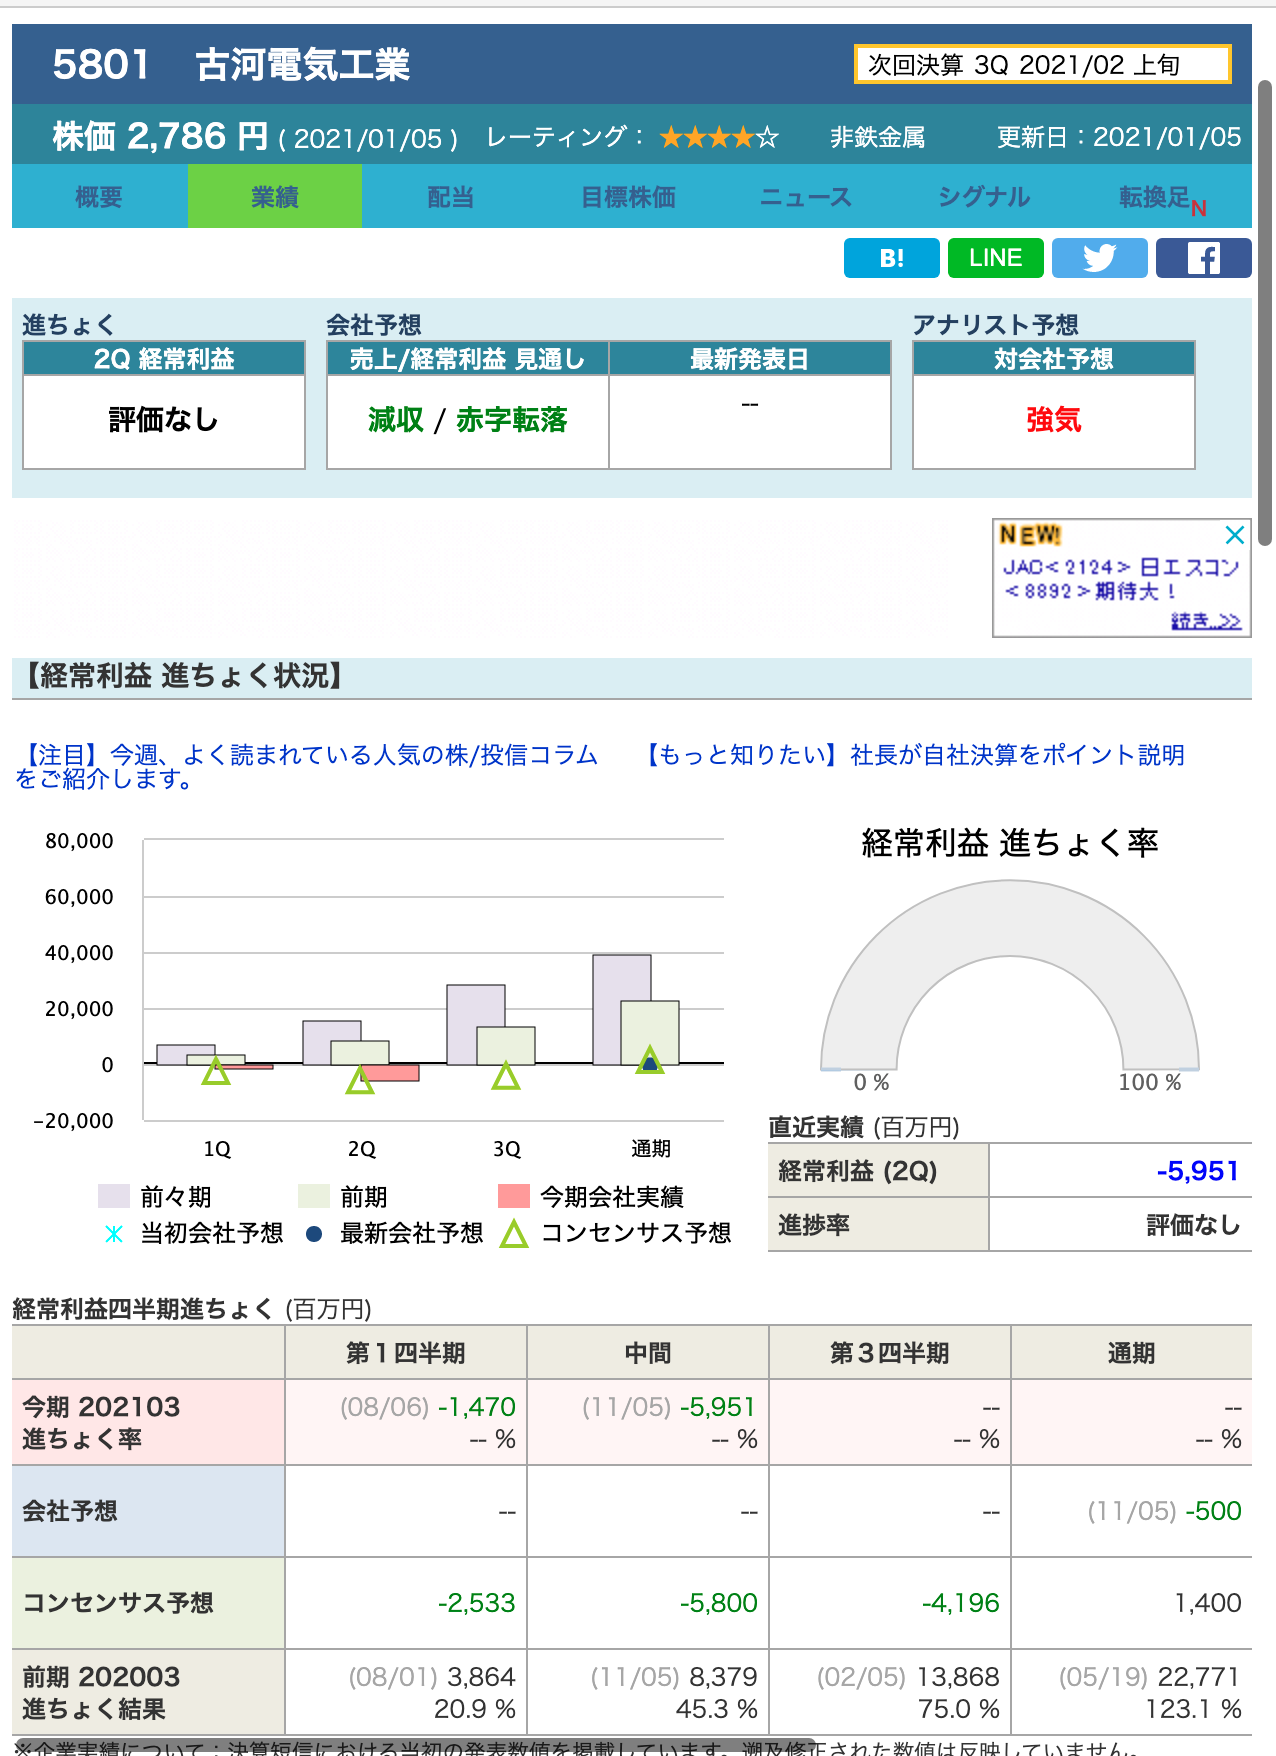 5801 古河電気工業
次回決算 3Q 2021/02 上旬
株価 2,786 円 ( 2021/01/05 ) レーティング： ★★★★☆ 非鉄金属 更新日：2021/01/05
概要 業績 配当 目標株価 ニュース シグナル 転換足N
B! LINE
進ちょく 会社予想 アナリスト予想
2Q 経常利益 売上/経常利益 見通し 最新発表日 対会社予想
評価なし 減収 / 赤字転落 -- 強気
NEW!
JAC<2124> 日エスコン
<8892>期待大！
続き..>>
【経常利益 進ちょく状況】
【注目】今週、よく読まれている人気の株/投信コラム
をご紹介します。
【もっと知りたい】社長が自社決算をポイント説明
80,000
60,000
40,000
20,000
0
-20,000
1Q 2Q 3Q 通期
前々期 前期 今期会社実績
当初会社予想 最新会社予想 コンセンサス予想
経常利益 進ちょく率
0 % 100 %
直近実績 (百万円)
経常利益 (2Q) -5,951
進捗率 評価なし
経常利益四半期進ちょく (百万円)
第１四半期 中間 第３四半期 通期
今期 202103 (08/06) -1,470 (11/05) -5,951 -- --
進ちょく率 -- % -- % -- % -- %
会社予想 -- -- -- (11/05) -500
コンセンサス予想 -2,533 -5,800 -4,196 1,400
前期 202003 (08/01) 3,864 (11/05) 8,379 (02/05) 13,868 (05/19) 22,771
進ちょく結果 20.9 % 45.3 % 75.0 % 123.1 %
※企業実績について：決算短信における当初の発表数値を掲載しています。遡及修正された数値は反映していません。